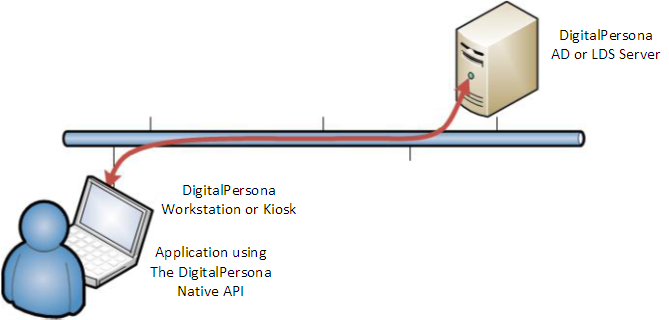 DigitalPersona
AD or LDS Server
DigitalPersona
Workstation or Kiosk
Application using
The DigitalPersona
Native API